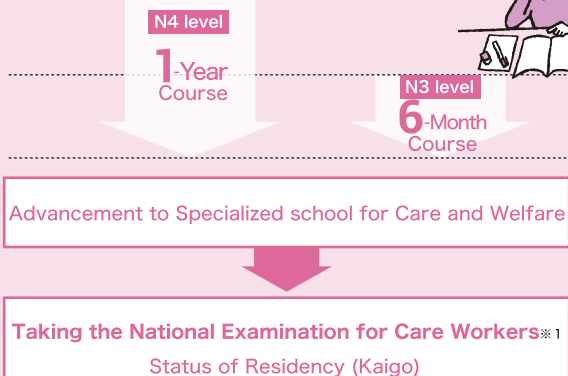 N4 level
1-Year
Course
N3 level
6-Month
Course
Advancement to Specialized school for Care and Welfare
Taking the National Examination for Care Workers※1
Status of Residency (Kaigo)